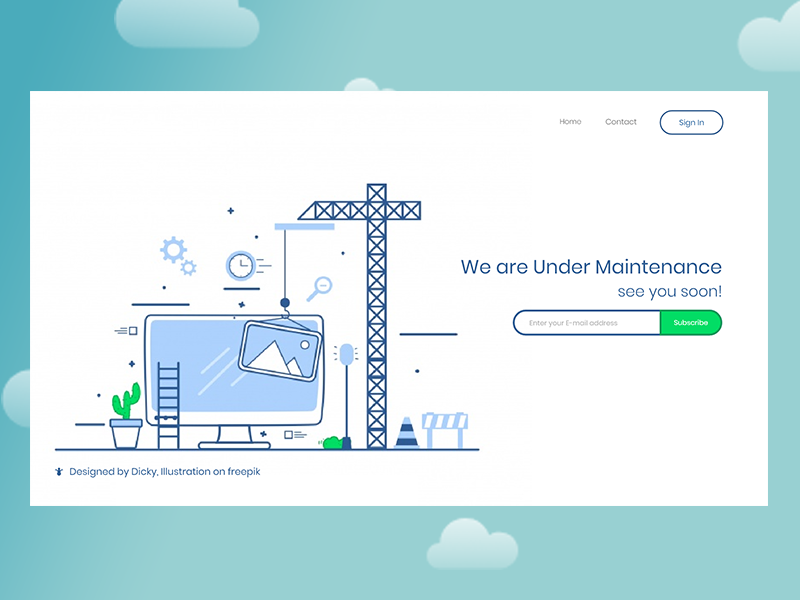 Home
Contact
Sign In
We are Under Maintenance
see you soon!
Enter your E-mail address
Subscribe
Designed by Dicky, Illustration on freepik